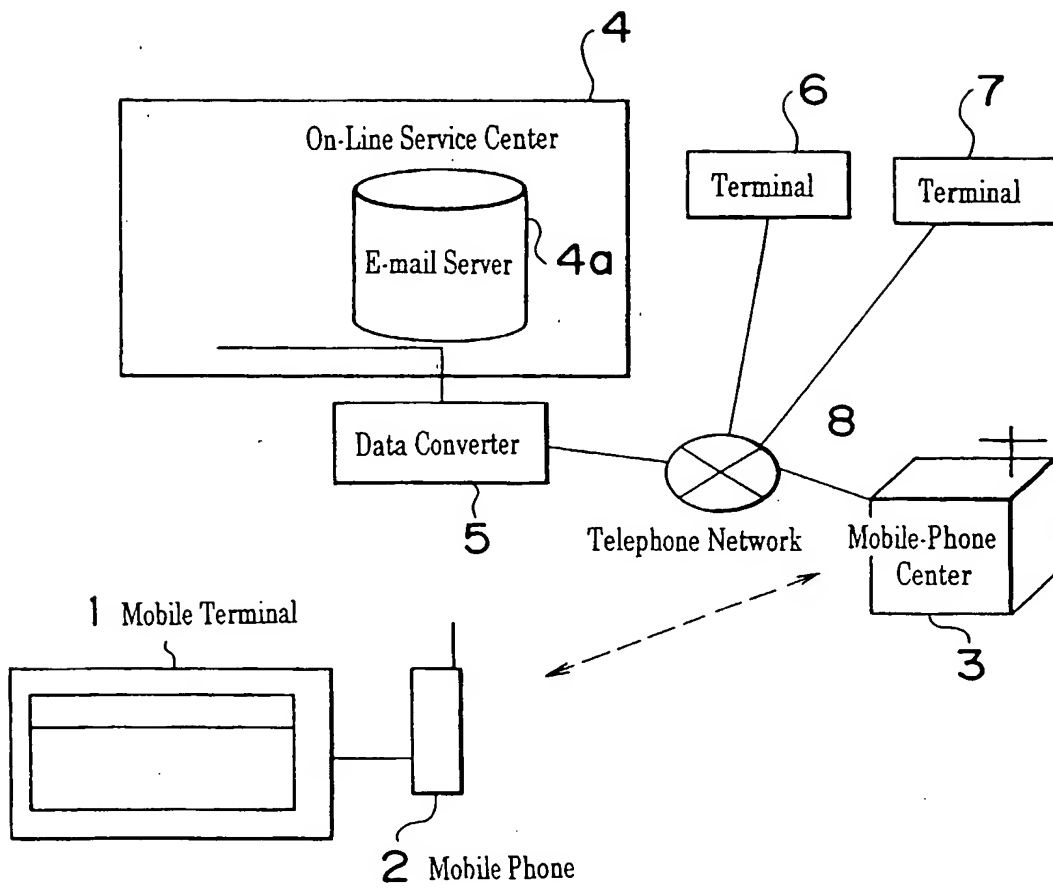 4
6
7
On-Line Service Center
Terminal
Terminal
E-mail Server
4a
8
Data Converter
5
Telephone Network
Mobile-Phone
Center
3
1 Mobile Terminal
2 Mobile Phone